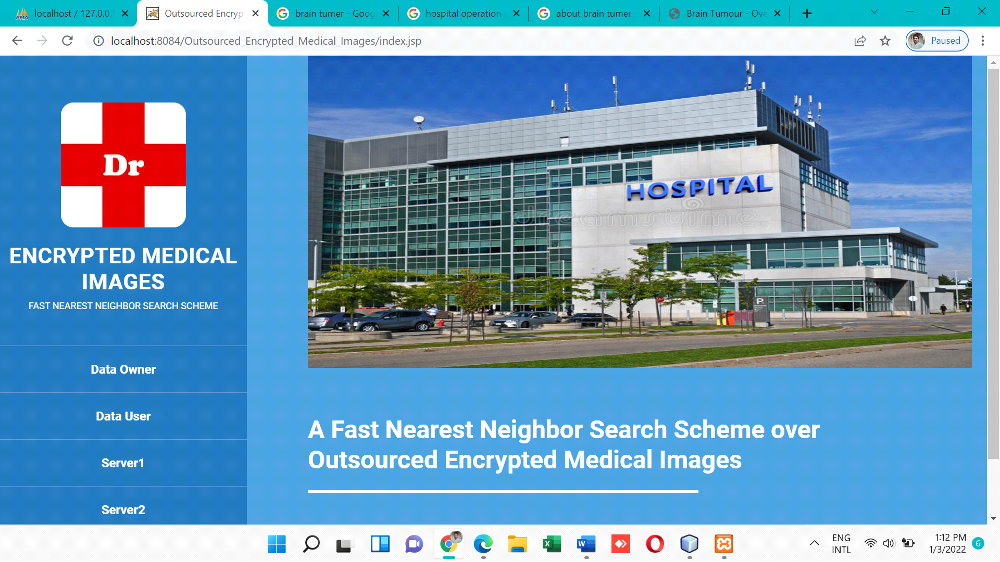 localhost / 127.0.0.1
Outsourced Encryp
brain tumer - Goog
hospital operation i
about brain tumer
Brain Tumour - Ove
localhost:8084/Outsourced_Encrypted_Medical_Images/index.jsp
Paused
Dr
ENCRYPTED MEDICAL
IMAGES
FAST NEAREST NEIGHBOR SEARCH SCHEME
Data Owner
Data User
Server1
Server2
HOSPITAL
dreamstime
P
A Fast Nearest Neighbor Search Scheme over
Outsourced Encrypted Medical Images
ENG
INTL
1:12 PM
1/3/2022
6